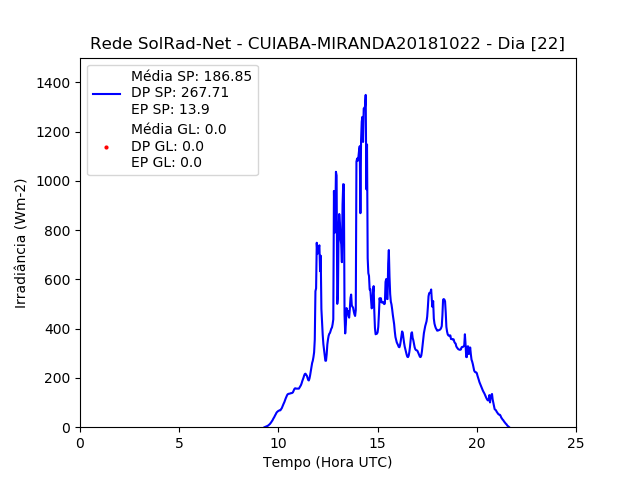 Rede SolRad-Net - CUIABA-MIRANDA20181022 - Dia [22]
Média SP: 186.85
DP SP: 267.71
EP SP: 13.9
Média GL: 0.0
DP GL: 0.0
EP GL: 0.0
1400
1200
1000
800
600
400
200
0
Irradiância (Wm-2)
0 5 10 15 20 25
Tempo (Hora UTC)